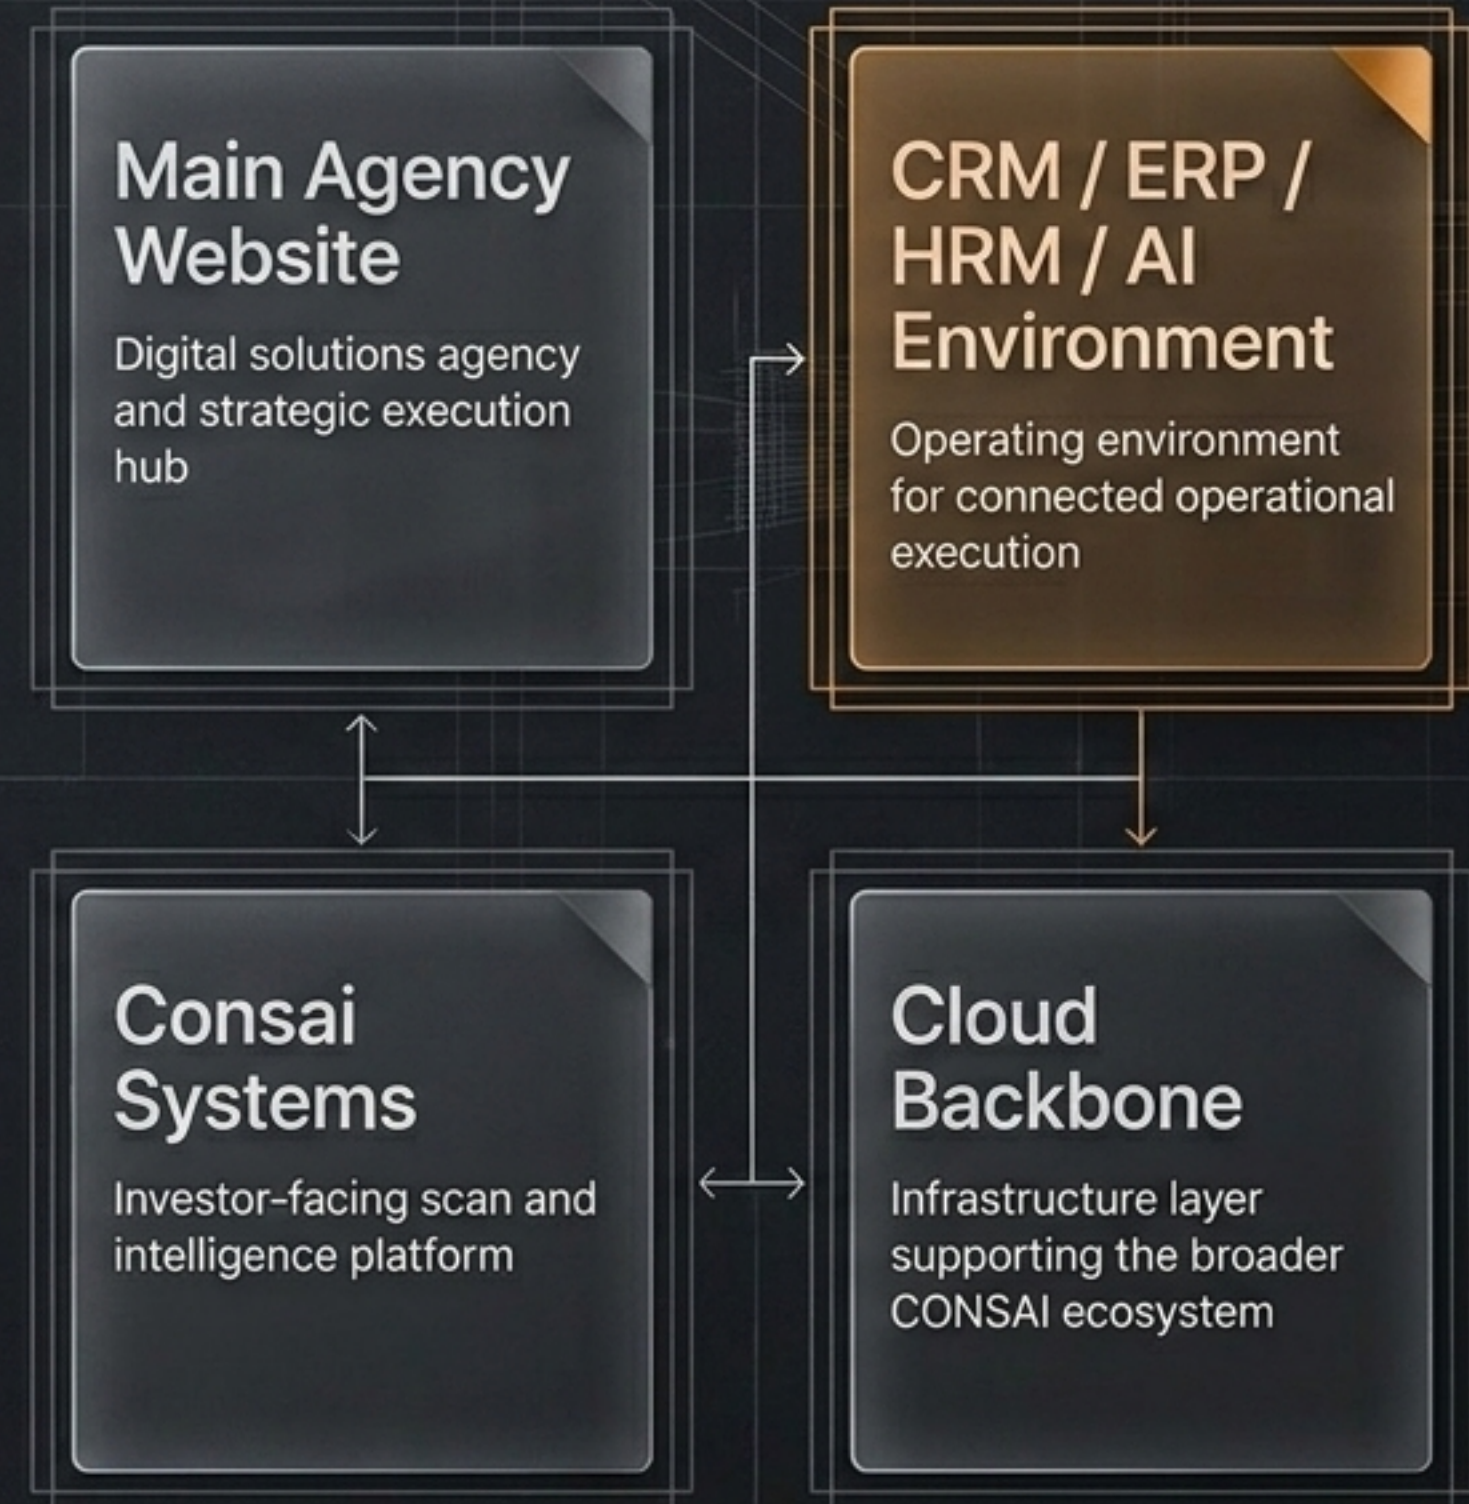 Main Agency
Website
Digital solutions agency
and strategic execution
hub
CRM / ERP /
HRM / AI
Environment
Operating environment
for connected operational
execution
Consai
Systems
Investor-facing scan and
intelligence platform
Cloud
Backbone
Infrastructure layer
supporting the broader
CONSAI ecosystem